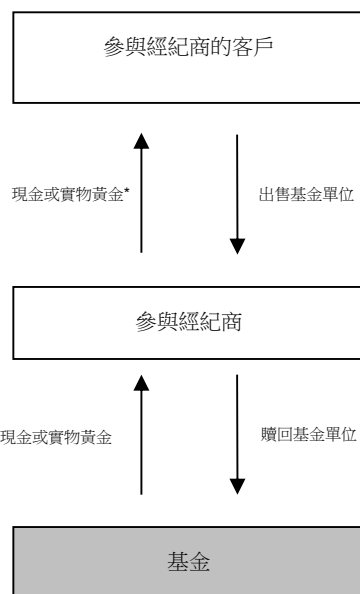 參與經紀商的客戶
現金或實物黃金*
出售基金單位
參與經紀商
現金或實物黃金
贖回基金單位
基金